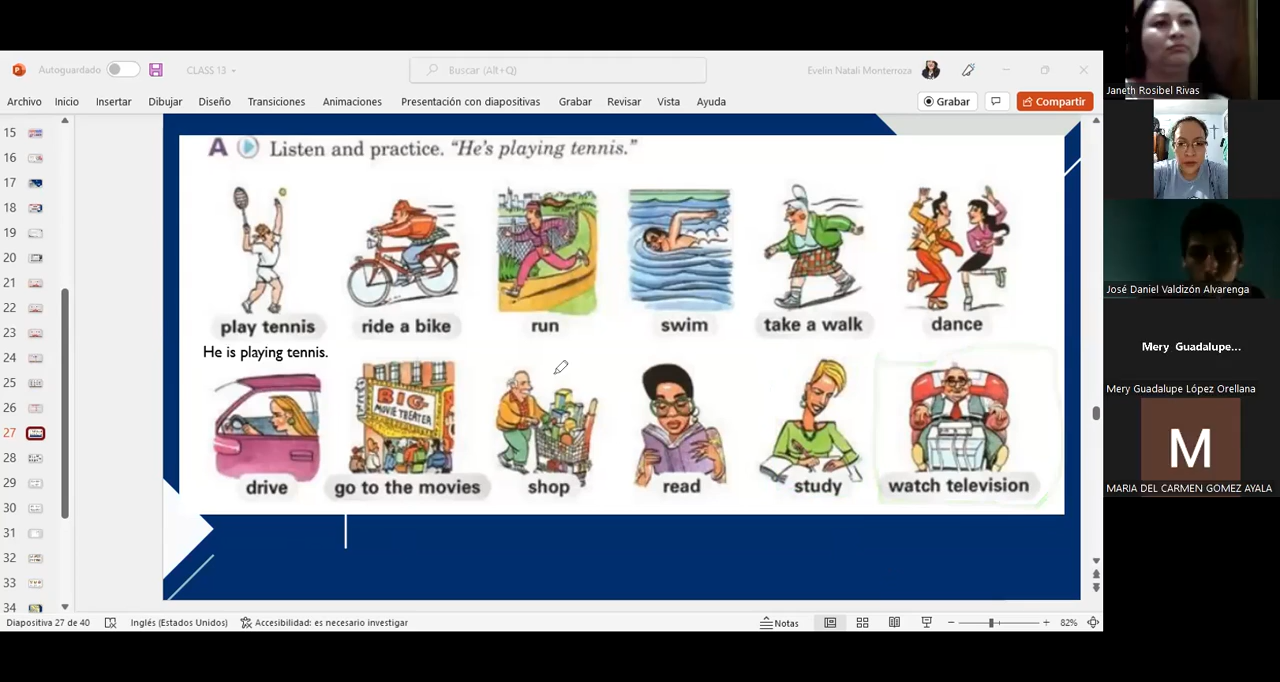 Autoguardado
CLASS 13
Buscar (Alt+Q)
Evelin Natali Monterroza
Archivo Inicio Insertar Dibujar Diseño Transiciones Animaciones Presentación con diapositivas Grabar Revisar Vista Ayuda
Grabar
Compartir
15
16
17
18
19
20
21
22
23
24
25
26
27
28
29
30
31
32
33
34
A Listen and practice. “He’s playing tennis.”
play tennis ride a bike run swim take a walk dance
He is playing tennis.
BIG
MOVIE THEATER
drive go to the movies shop read study watch television
Diapositiva 27 de 40 Inglés (Estados Unidos) Accesibilidad: es necesario investigar Notas 82%
Janeth Rosibel Rivas
José Daniel Valdizón Alvarenga
Mery Guadalupe...
Mery Guadalupe López Orellana
M
MARIA DEL CARMEN GOMEZ AYALA